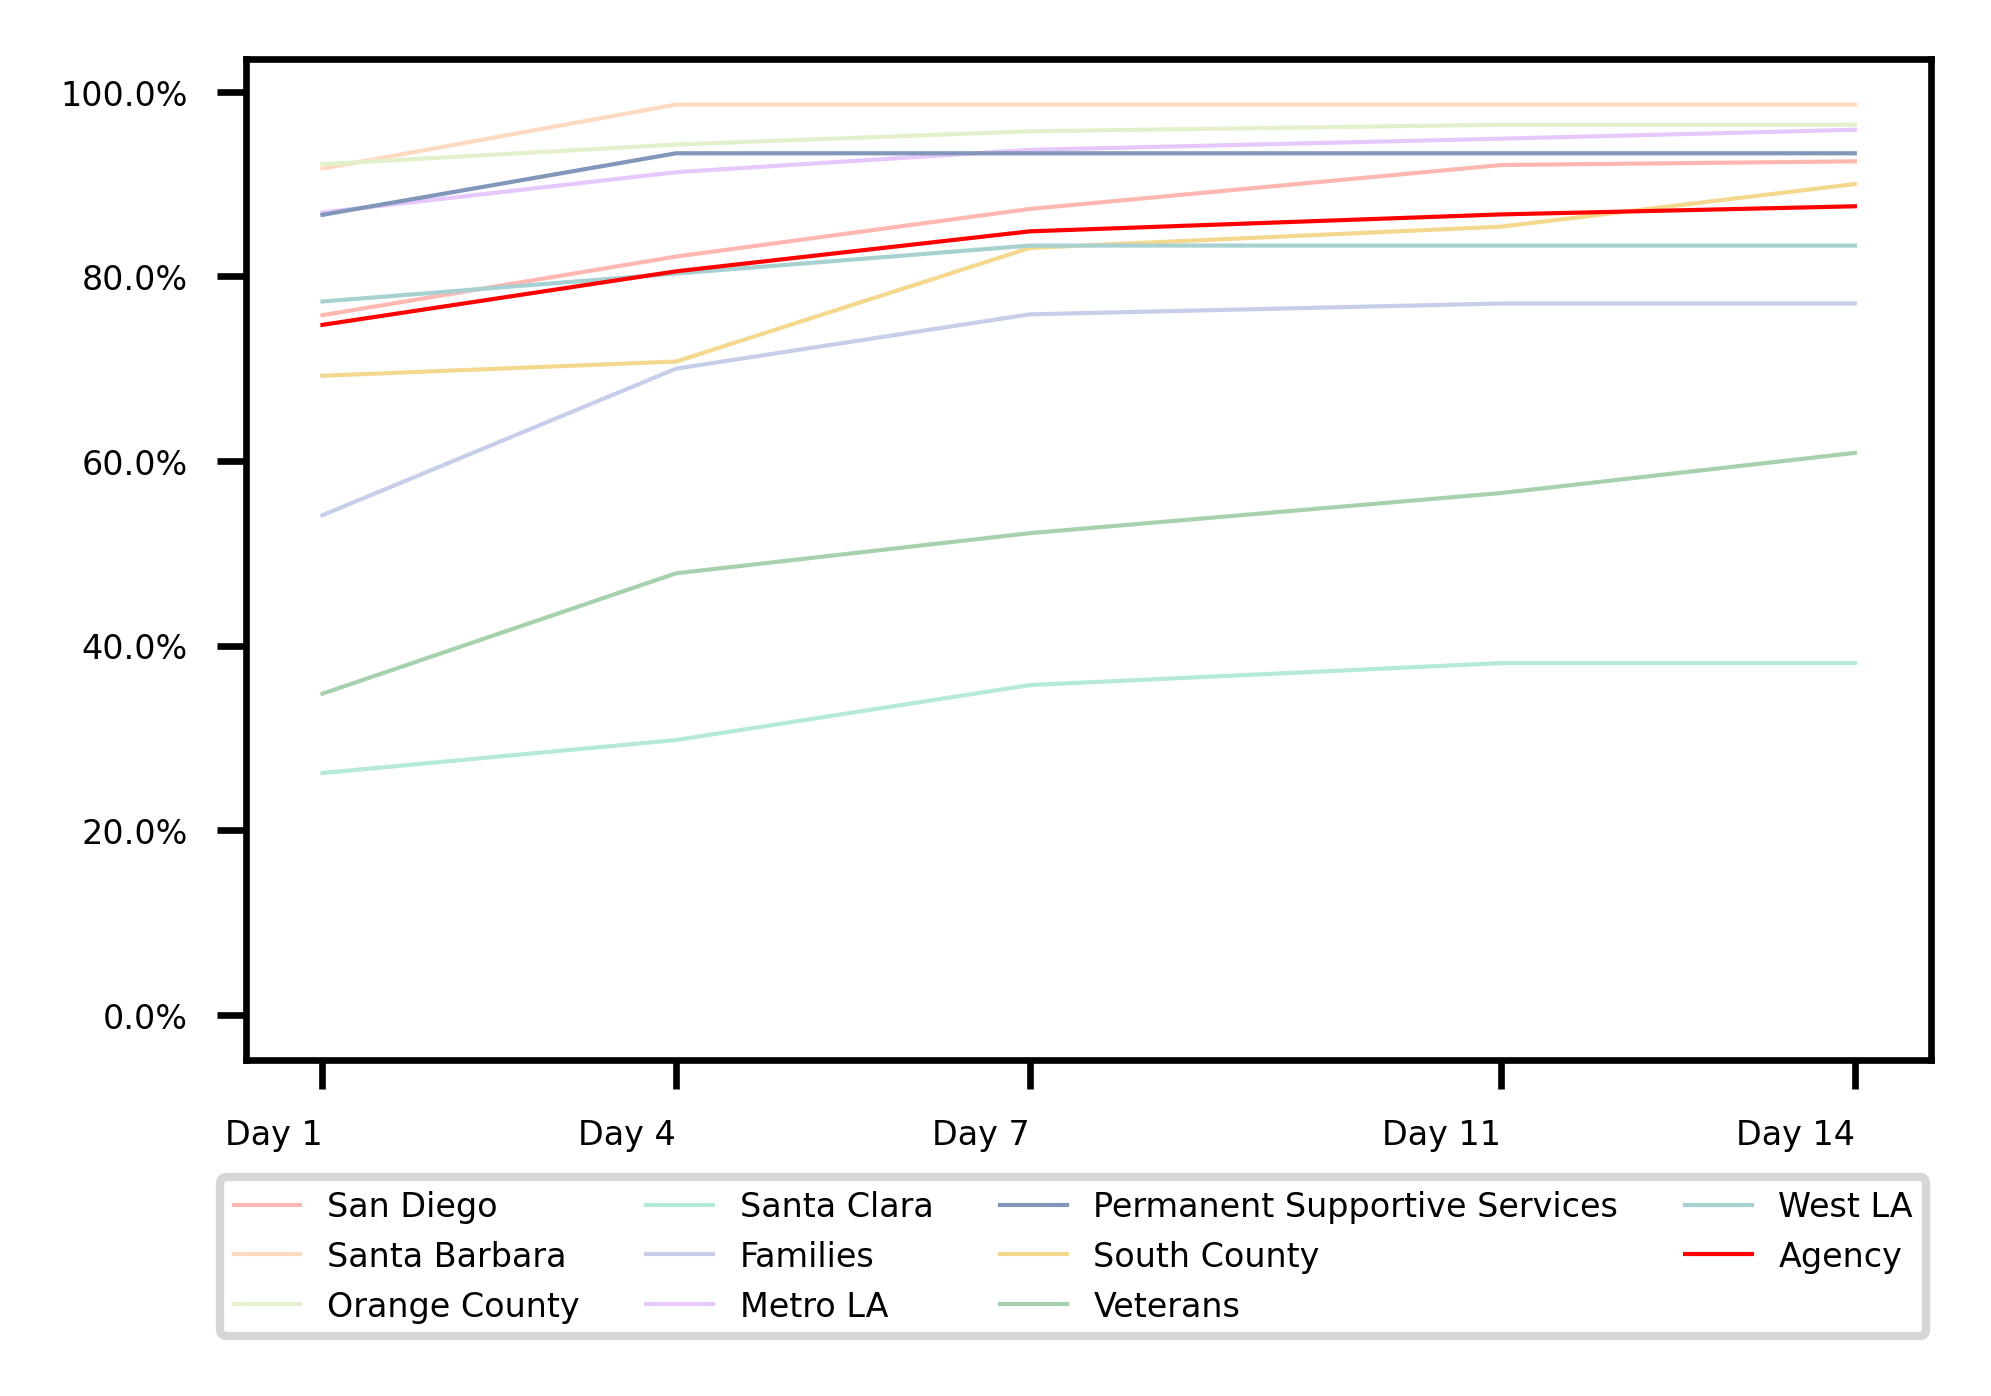 100.0%
80.0%
60.0%
40.0%
20.0%
0.0%
Day 1 Day 4 Day 7 Day 11 Day 14
San Diego Santa Clara Permanent Supportive Services West LA
Santa Barbara Families South County Agency
Orange County Metro LA Veterans